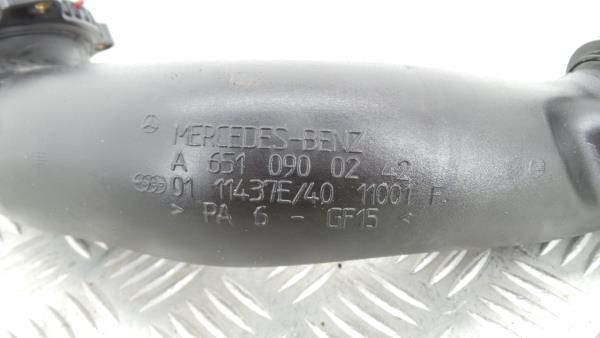 MERCEDES-BENZ
A 651 090 02 42
01 11437E/40 11001 F.
> PA 6 - GF15 <